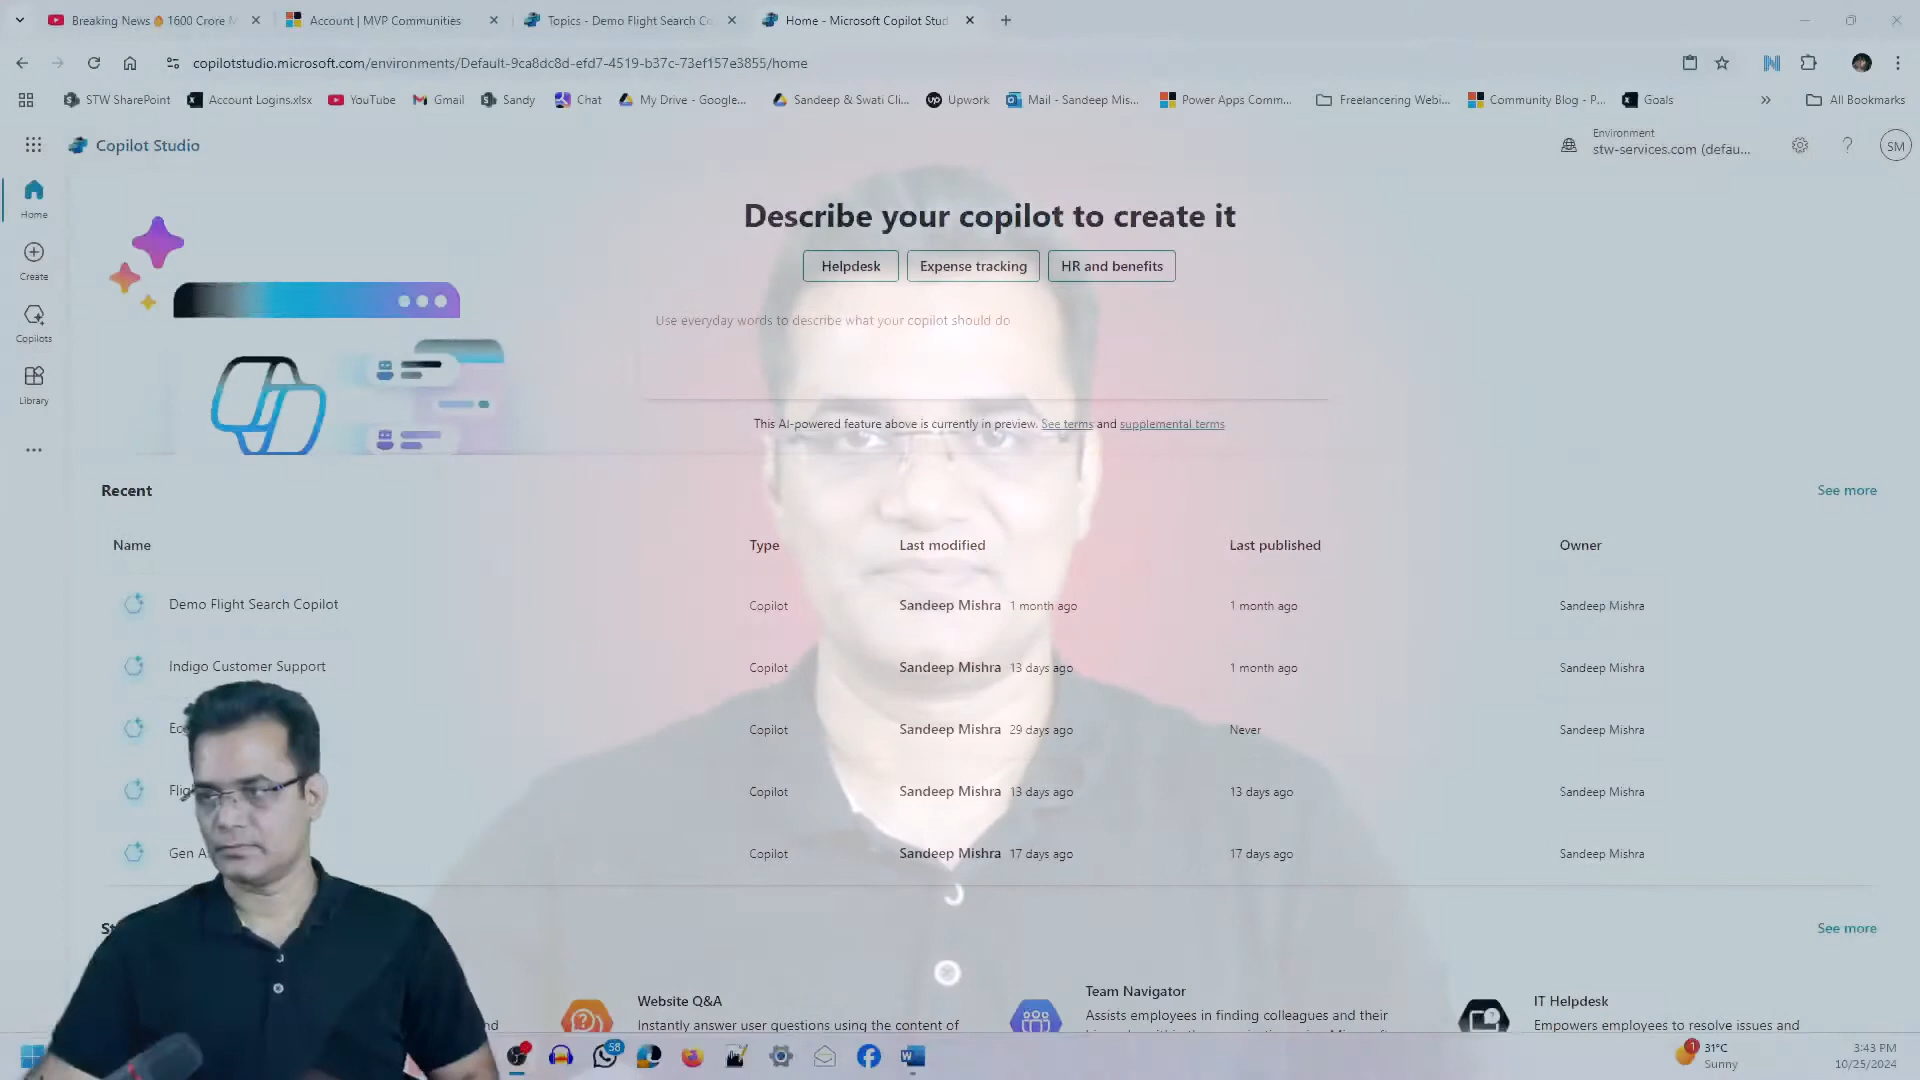 Breaking News 🔥 1600 Crore
Account | MVP Communities
Topics - Demo Flight Search Co
Home - Microsoft Copilot Stud
copilotstudio.microsoft.com/environments/Default-9ca8dc8d-efd7-4519-b37c-73ef157e3855/home
STW SharePoint
Account Logins.xlsx
YouTube
Gmail
Sandy
Chat
My Drive - Google...
Sandeep & Swati Cli...
up
Upwork
Mail - Sandeep Mis...
Power Apps Comm...
Freelancering Webi...
Community Blog - P...
Goals
All Bookmarks
Copilot Studio
Environment
stw-services.com (defau...
SM
Home
Create
Copilots
Library
Describe your copilot to create it
Helpdesk
Expense tracking
HR and benefits
Use everyday words to describe what your copilot should do
This AI-powered feature above is currently in preview. See terms and supplemental terms
Recent
See more
Name Type Last modified Last published Owner
Demo Flight Search Copilot Copilot Sandeep Mishra 1 month ago 1 month ago Sandeep Mishra
Indigo Customer Support Copilot Sandeep Mishra 13 days ago 1 month ago Sandeep Mishra
Copilot Sandeep Mishra 29 days ago Never Sandeep Mishra
Copilot Sandeep Mishra 13 days ago 13 days ago Sandeep Mishra
Gen Copilot Sandeep Mishra 17 days ago 17 days ago Sandeep Mishra
See more
Website Q&A
Instantly answer user questions using the content of
Team Navigator
Assists employees in finding colleagues and their
IT Helpdesk
Empowers employees to resolve issues and
58
1
31°C
Sunny
3:43 PM
10/25/2024